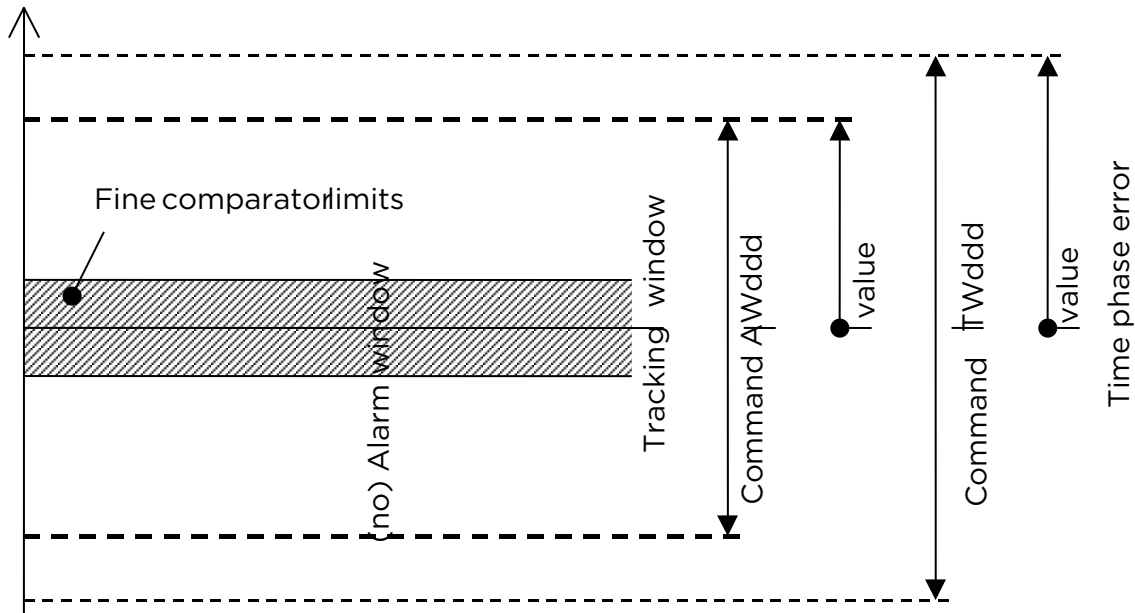 Fine comparator limits
(no) Alarm window
Tracking window
Command AWddd
value
Command TWddd
value
Time phase error